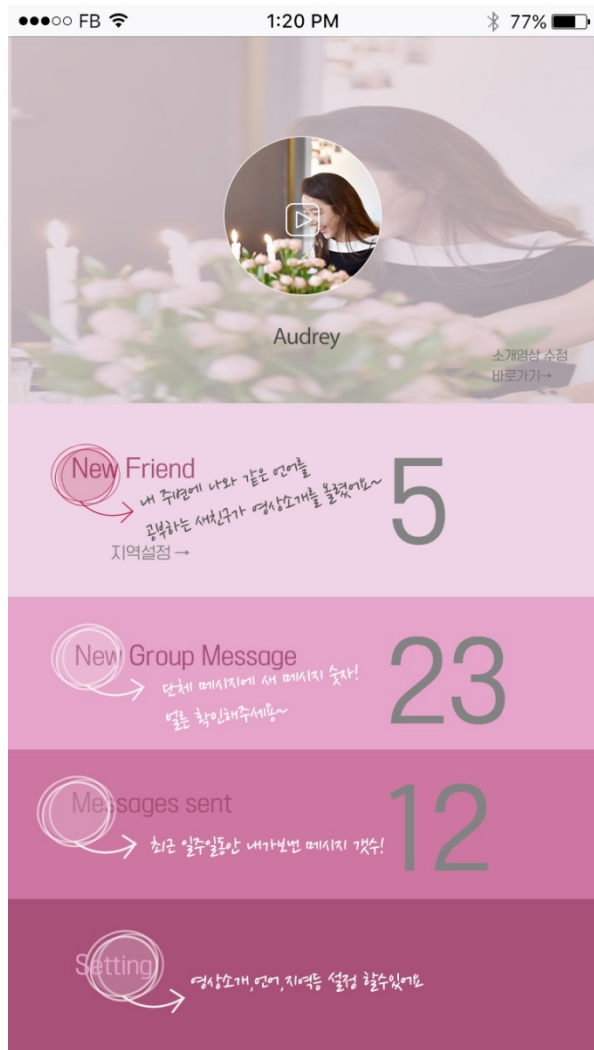 FB 1:20 PM 77%
Audrey
소개영상 수정
바로가기→
New Friend
내 주변에 나와 같은 언어를
공부하는 새친구가 영상소개를 올렸어요~
5
지역설정 →
New Group Message
단체 메시지에 새 메시지 숫자!
얼른 확인해주세용~
23
Messages sent
최근 일주일동안 내가보낸 메시지 갯수!
12
Setting
영상소개,언어,지역등 설정 할수있어요